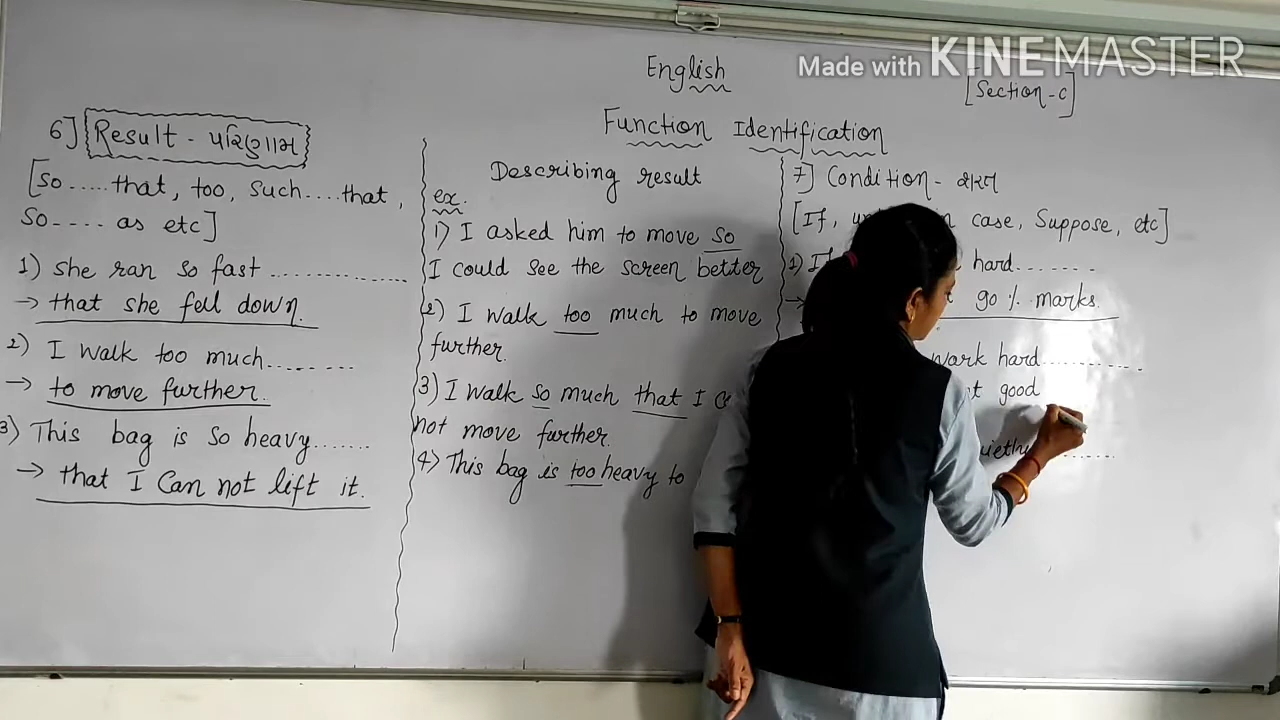 Made with KINEMASTER
English
[Section-C]
Function Identification
6] Result - પરિણામ
[So ..... that, too, Such .... that,
So ---- as etc]
1) She ran so fast ...............
→ that she fell down.
2) I walk too much...........
→ to move further.
3) This bag is so heavy.......
→ that I Can not lift it.
Describing result
ex.
1) I asked him to move so
I could see the screen better
2) I walk too much to move
further.
3) I walk so much that I
not move further.
4) This bag is too heavy to
7] Condition - શરત
[If, case, Suppose, etc]
1) If hard.......
→ 90 % marks.
work hard............
good